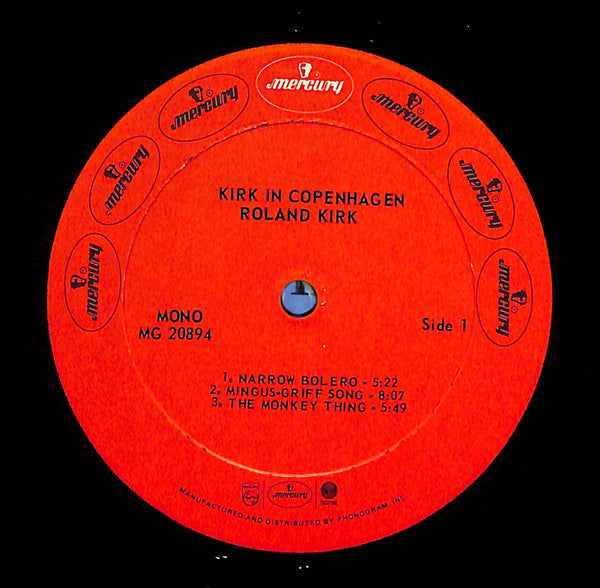 mercury
mercury
mercury
mercury
mercury
mercury
mercury
KIRK IN COPENHAGEN
ROLAND KIRK
MONO
MG 20894
Side 1
1. NARROW BOLERO - 5:22
2. MINGUS-GRIFF SONG - 8:07
3. THE MONKEY THING - 5:49
mercury
MANUFACTURED AND DISTRIBUTED BY PHONOGRAM, INC.